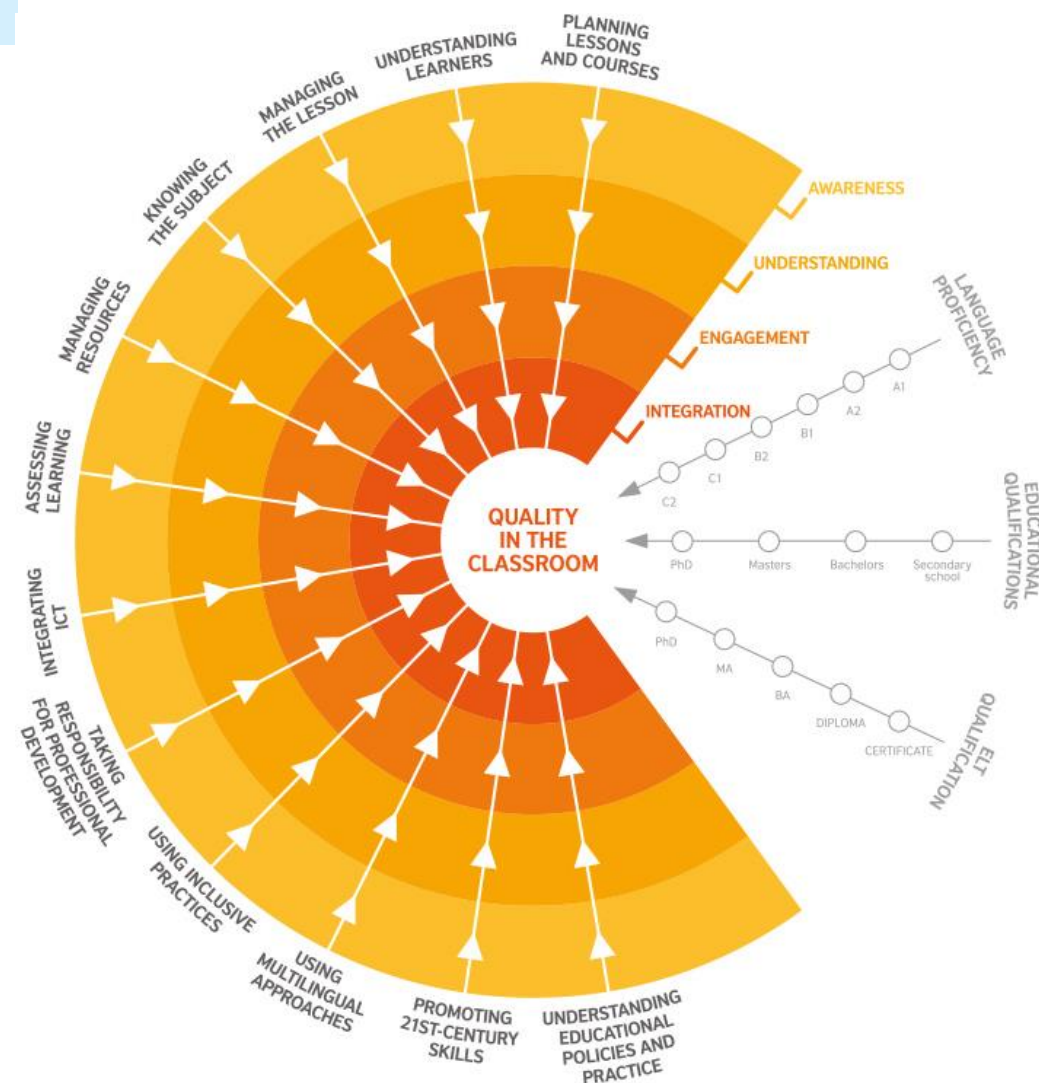 PLANNING
LESSONS
AND COURSES
UNDERSTANDING
LEARNERS
MANAGING
THE LESSON
KNOWING
THE SUBJECT
MANAGING
RESOURCES
ASSESSING
LEARNING
INTEGRATING
ICT
TAKING
RESPONSIBILITY
FOR PROFESSIONAL
DEVELOPMENT
USING INCLUSIVE
PRACTICES
USING
MULTILINGUAL
APPROACHES
PROMOTING
21ST-CENTURY
SKILLS
UNDERSTANDING
EDUCATIONAL
POLICIES AND
PRACTICE
AWARENESS
UNDERSTANDING
ENGAGEMENT
INTEGRATION
QUALITY
IN THE
CLASSROOM
LANGUAGE
PROFICIENCY
A1
A2
B1
B2
C1
C2
EDUCATIONAL
QUALIFICATIONS
PhD
Masters
Bachelors
Secondary
school
ELT
QUALIFICATION
PhD
MA
BA
DIPLOMA
CERTIFICATE